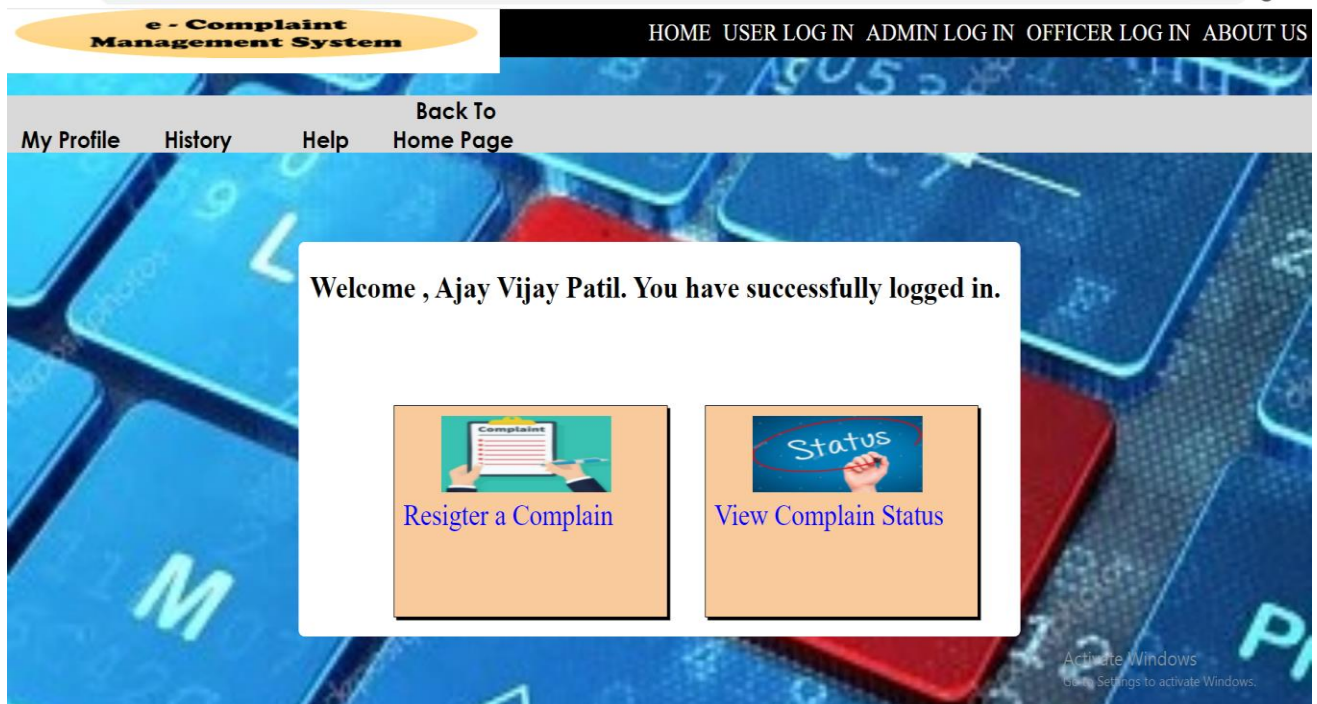 e - Complaint
Management System
HOME USER LOG IN ADMIN LOG IN OFFICER LOG IN ABOUT US
My Profile History Help Back To
Home Page
Welcome , Ajay Vijay Patil. You have successfully logged in.
Complaint
Status
Resigter a Complain
View Complain Status
L
9
M
Activate Windows
Go to Settings to activate Windows.